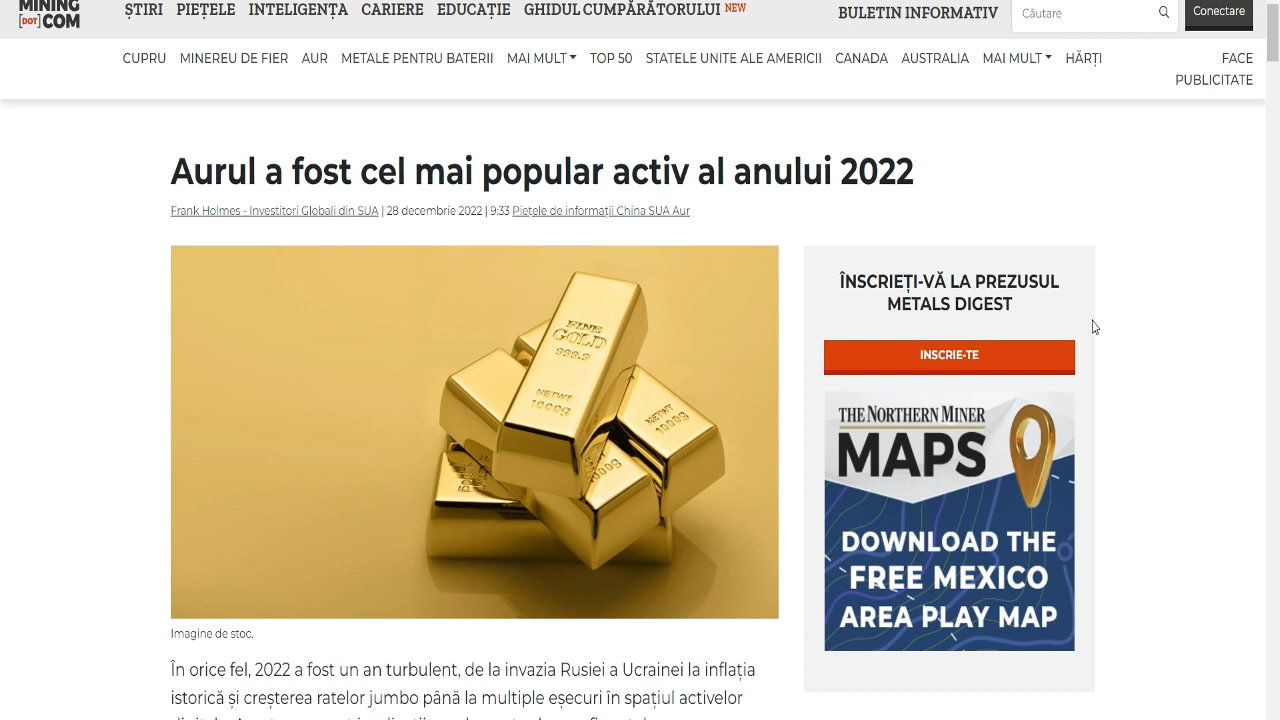 MINING
[DOT]COM
ȘTIRI PIEȚELE INTELIGENȚA CARIERE EDUCAȚIE GHIDUL CUMPĂRĂTORULUI NEW
BULETIN INFORMATIV
Căutare
Conectare
CUPRU MINEREU DE FIER AUR METALE PENTRU BATERII MAI MULT TOP 50 STATELE UNITE ALE AMERICII CANADA AUSTRALIA MAI MULT HĂRȚI
FACE
PUBLICITATE
Aurul a fost cel mai popular activ al anului 2022
Frank Holmes - Investitori Globali din SUA | 28 decembrie 2022 | 9:33 Piețele de informații China SUA Aur
FINE
GOLD
999.9
NETWT
1000g
NETWT
1000g
1000g
Imagine de stoc.
În orice fel, 2022 a fost un an turbulent, de la invazia Rusiei a Ucrainei la inflația
istorică și creșterea ratelor jumbo până la multiple eșecuri în spațiul activelor
ÎNSCRIEȚI-VĂ LA PREZUSUL
METALS DIGEST
INSCRIE-TE
THE NORTHERN MINER
MAPS
DOWNLOAD THE
FREE MEXICO
AREA PLAY MAP